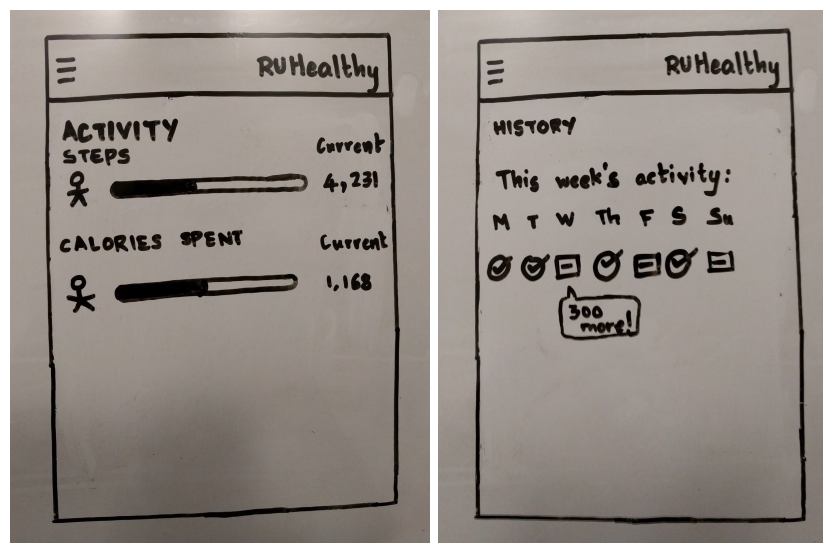 RUHealthy
ACTIVITY
STEPS Current
4,231
CALORIES SPENT Current
1,168
RUHealthy
HISTORY
This week's activity:
M T W Th F S Su
300
more!